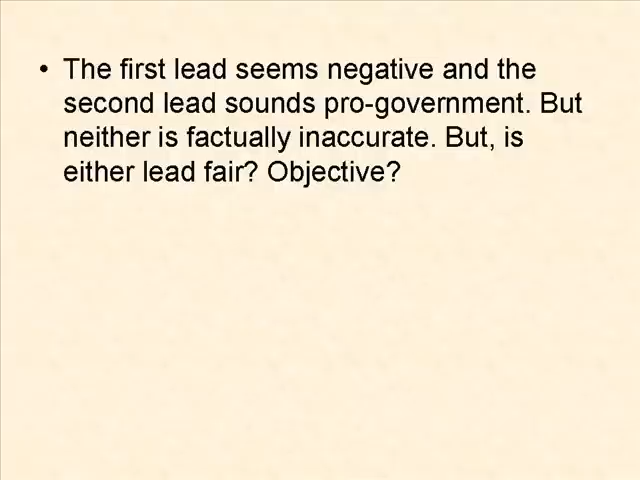 • The first lead seems negative and the
second lead sounds pro-government. But
neither is factually inaccurate. But, is
either lead fair? Objective?